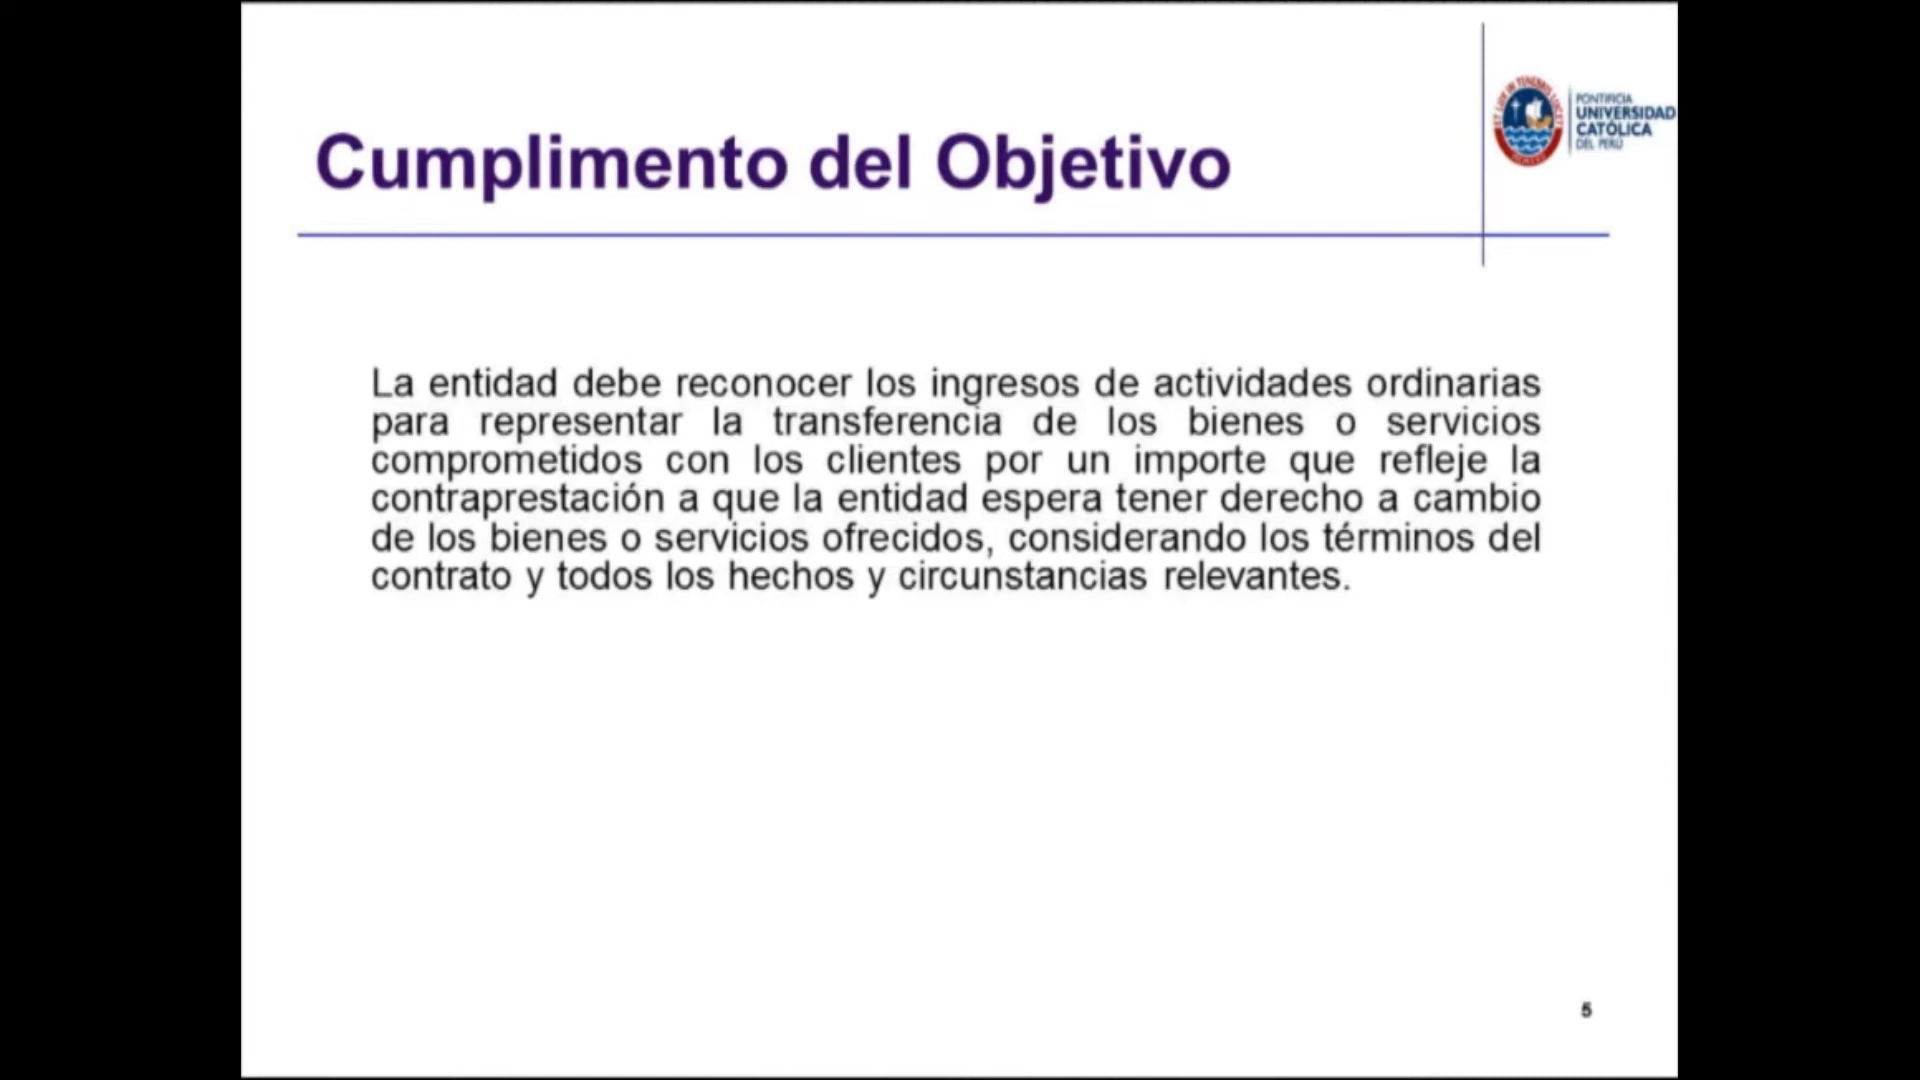 Cumplimento del Objetivo
PONTIFICIA
UNIVERSIDAD
CATÓLICA
DEL PERÚ
La entidad debe reconocer los ingresos de actividades ordinarias
para representar la transferencia de los bienes o servicios
comprometidos con los clientes por un importe que refleje la
contraprestación a que la entidad espera tener derecho a cambio
de los bienes o servicios ofrecidos, considerando los términos del
contrato y todos los hechos y circunstancias relevantes.
5